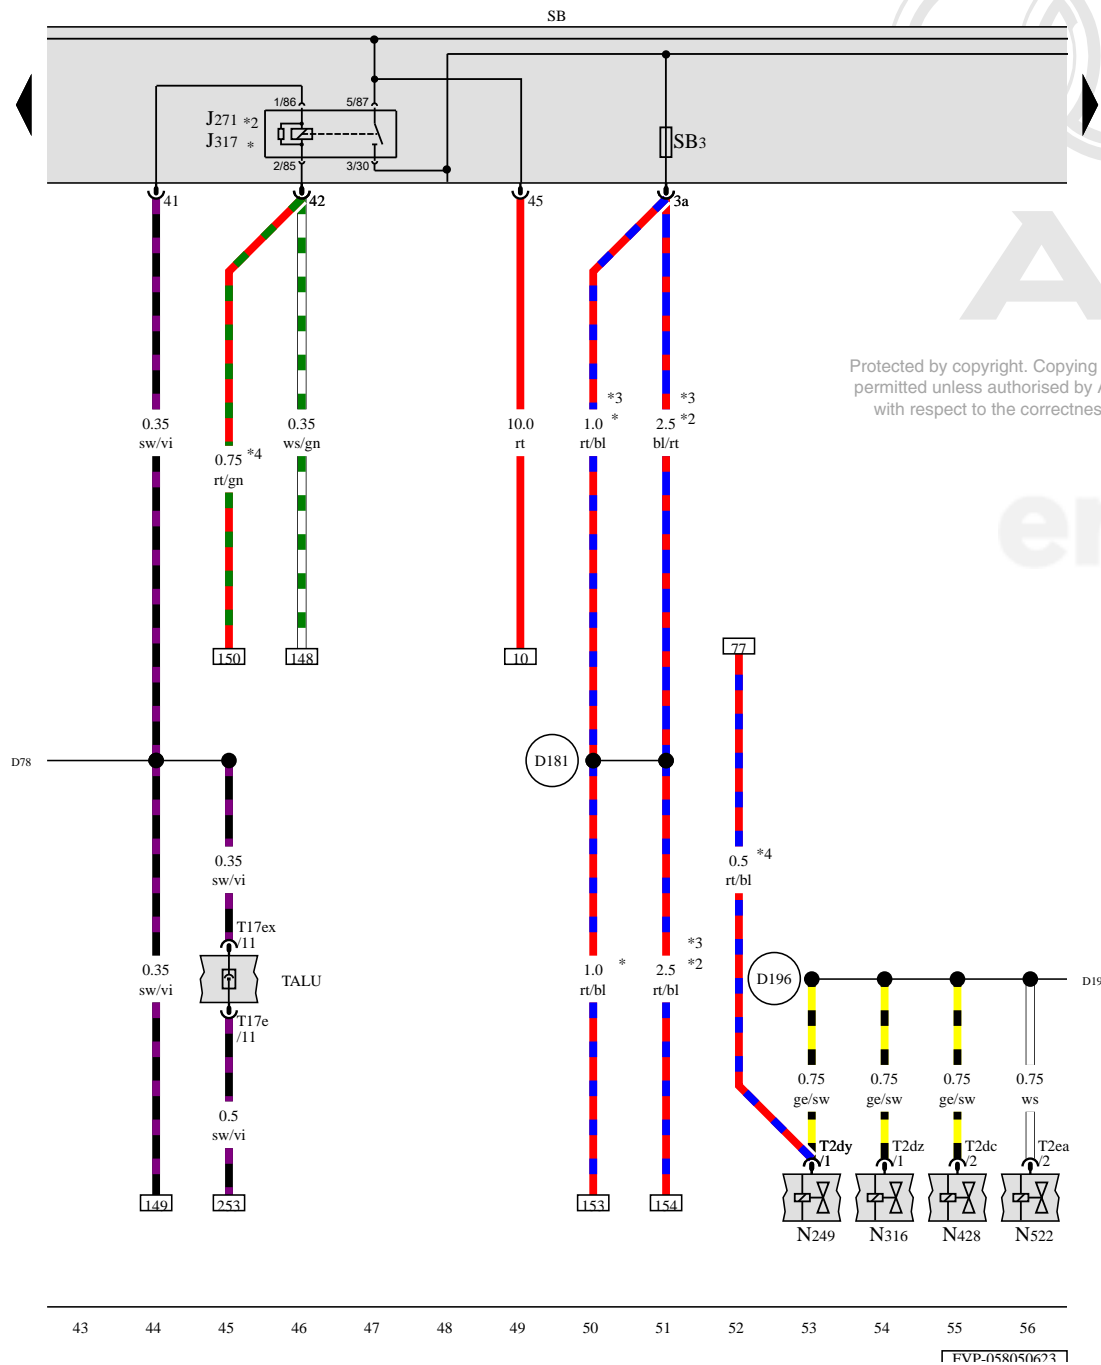 SB
1/86
5/87
J271 *2
J317 *
2/85
3/30
SB3
41
42
45
3a
Protected by copyright. Copying
permitted unless authorised by A
with respect to the correctnes
*3
*
*3
*2
0.35
sw/vi
0.75 *4
rt/gn
0.35
ws/gn
10.0
rt
1.0
rt/bl
2.5
bl/rt
150
148
10
77
D78
D181
0.35
sw/vi
0.5 *4
rt/bl
T17ex
/11
*3
*2
*
0.35
sw/vi
TALU
1.0
rt/bl
2.5
rt/bl
D196
D19
T17e
/11
0.75
ge/sw
0.75
ge/sw
0.75
ge/sw
0.75
ws
0.5
sw/vi
T2dy
/1
T2dz
/1
T2dc
/2
T2ea
/2
149
253
153
154
N249
N316
N428
N522
43 44 45 46 47 48 49 50 51 52 53 54 55 56
EVP-058050623